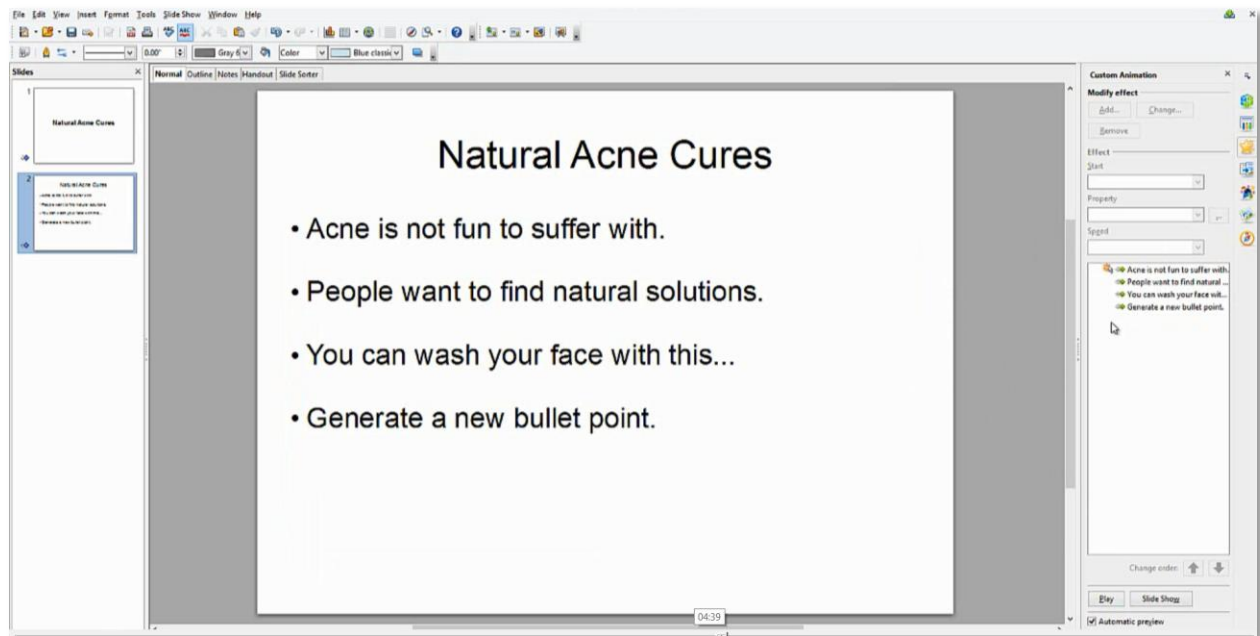 File Edit View Insert Format Tools Slide Show Window Help
0.00" Gray 6 Color Blue classic
Slides
Normal Outline Notes Handout Slide Sorter
1
Natural Acne Cures
2
Natural Acne Cures
Natural Acne Cures
• Acne is not fun to suffer with.
• People want to find natural solutions.
• You can wash your face with this...
• Generate a new bullet point.
04:39
Custom Animation
Modify effect
Add... Change...
Remove
Effect
Start
Property
Speed
Acne is not fun to suffer with.
People want to find natural ...
You can wash your face wit...
Generate a new bullet point.
Change order:
Play Slide Show
Automatic preview